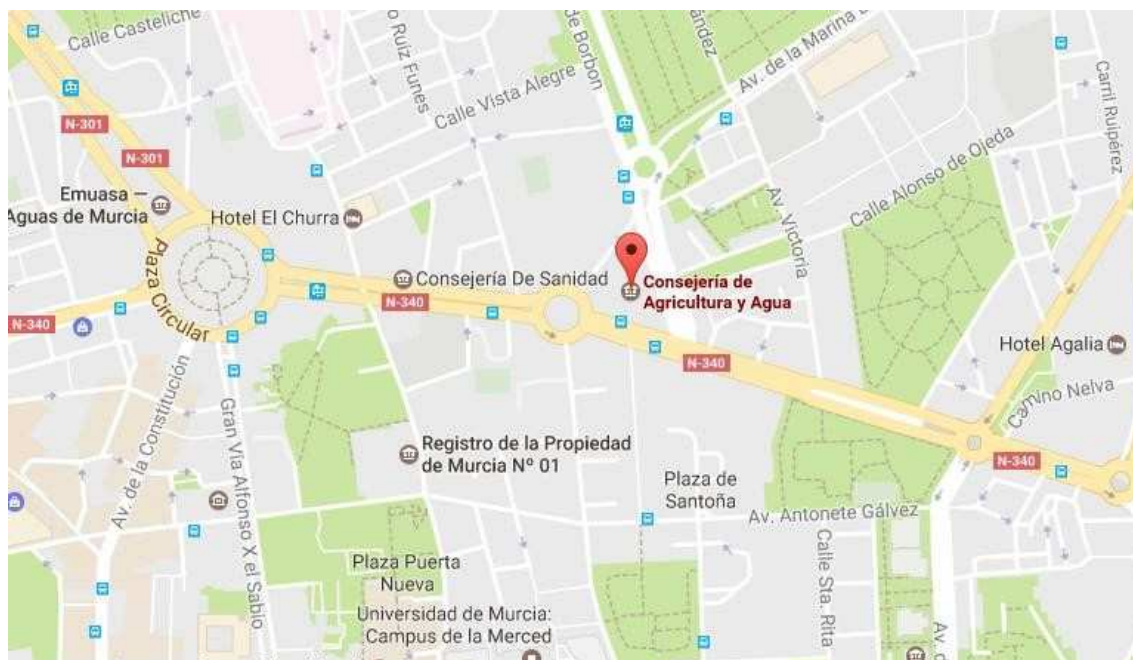 Calle Casteliche
o Ruiz Funes
de Borbon
ández
Av. de la Marina
Carril Ruipérez
N-301
N-301
Calle Vista Alegre
Emuasa –
Aguas de Murcia
Hotel El Churra
Plaza Circular
Calle Alonso de Ojeda
Av. Victoria
Consejería De Sanidad
Consejería de
Agricultura y Agua
N-340
N-340
N-340
Hotel Agalia
Camino Nelva
Av. de la Constitución
Gran Vía Alfonso X el Sabio
Registro de la Propiedad
de Murcia Nº 01
N-340
Plaza de
Santoña
Av. Antonete Gálvez
Calle Sta. Rita
Plaza Puerta
Nueva
Universidad de Murcia:
Campus de la Merced
Av. d